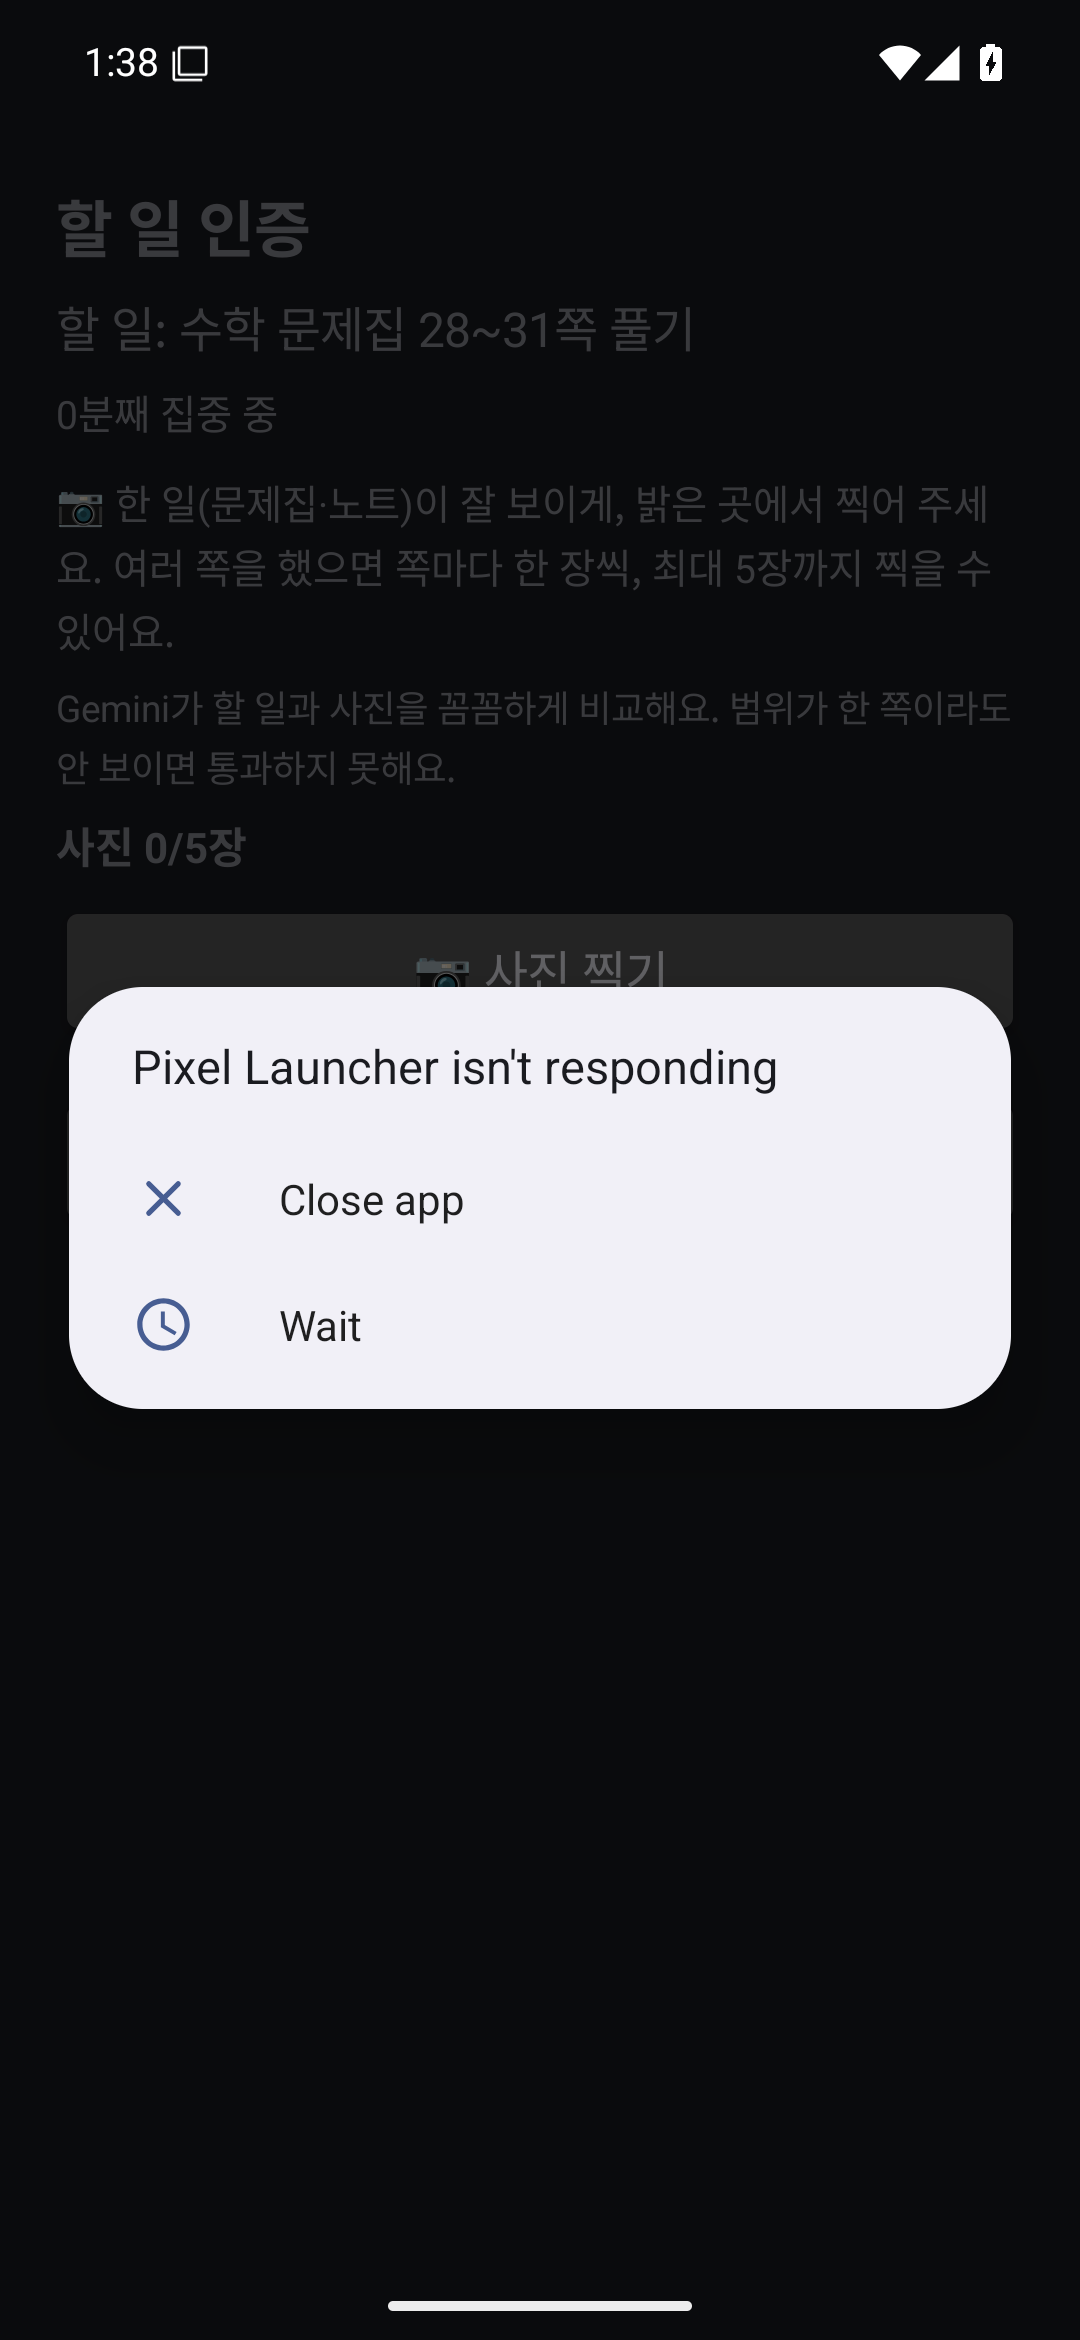 1:38
할 일 인증
할 일: 수학 문제집 28~31쪽 풀기
0분째 집중 중
📷 한 일(문제집·노트)이 잘 보이게, 밝은 곳에서 찍어 주세
요. 여러 쪽을 했으면 쪽마다 한 장씩, 최대 5장까지 찍을 수
있어요.
Gemini가 할 일과 사진을 꼼꼼하게 비교해요. 범위가 한 쪽이라도
안 보이면 통과하지 못해요.
사진 0/5장
📷 사진 찍기
Pixel Launcher isn't responding
Close app
Wait